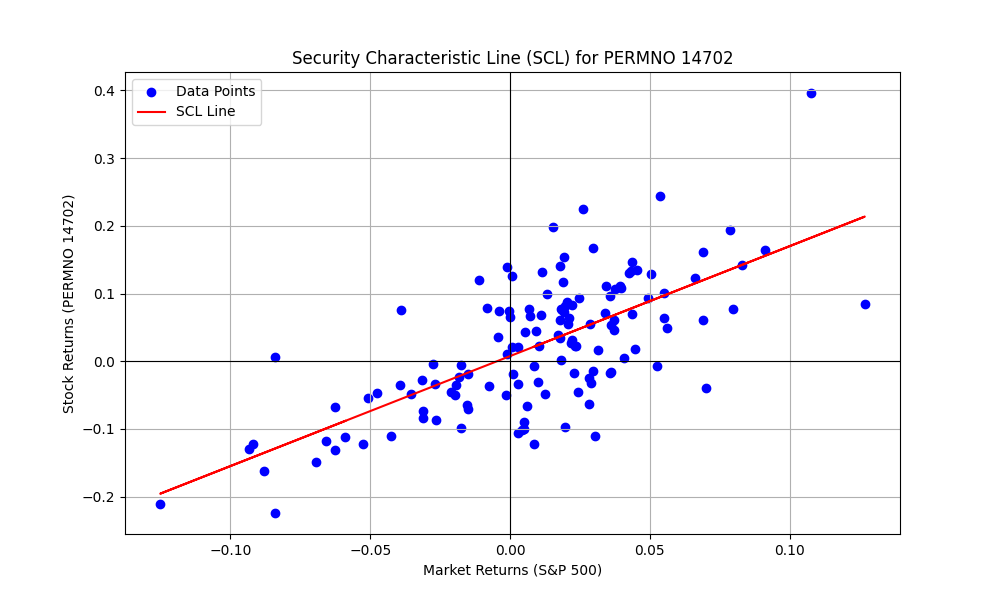 Security Characteristic Line (SCL) for PERMNO 14702
Data Points
SCL Line
0.4
0.3
0.2
0.1
0.0
−0.1
−0.2
Stock Returns (PERMNO 14702)
−0.10
−0.05
0.00
0.05
0.10
Market Returns (S&P 500)